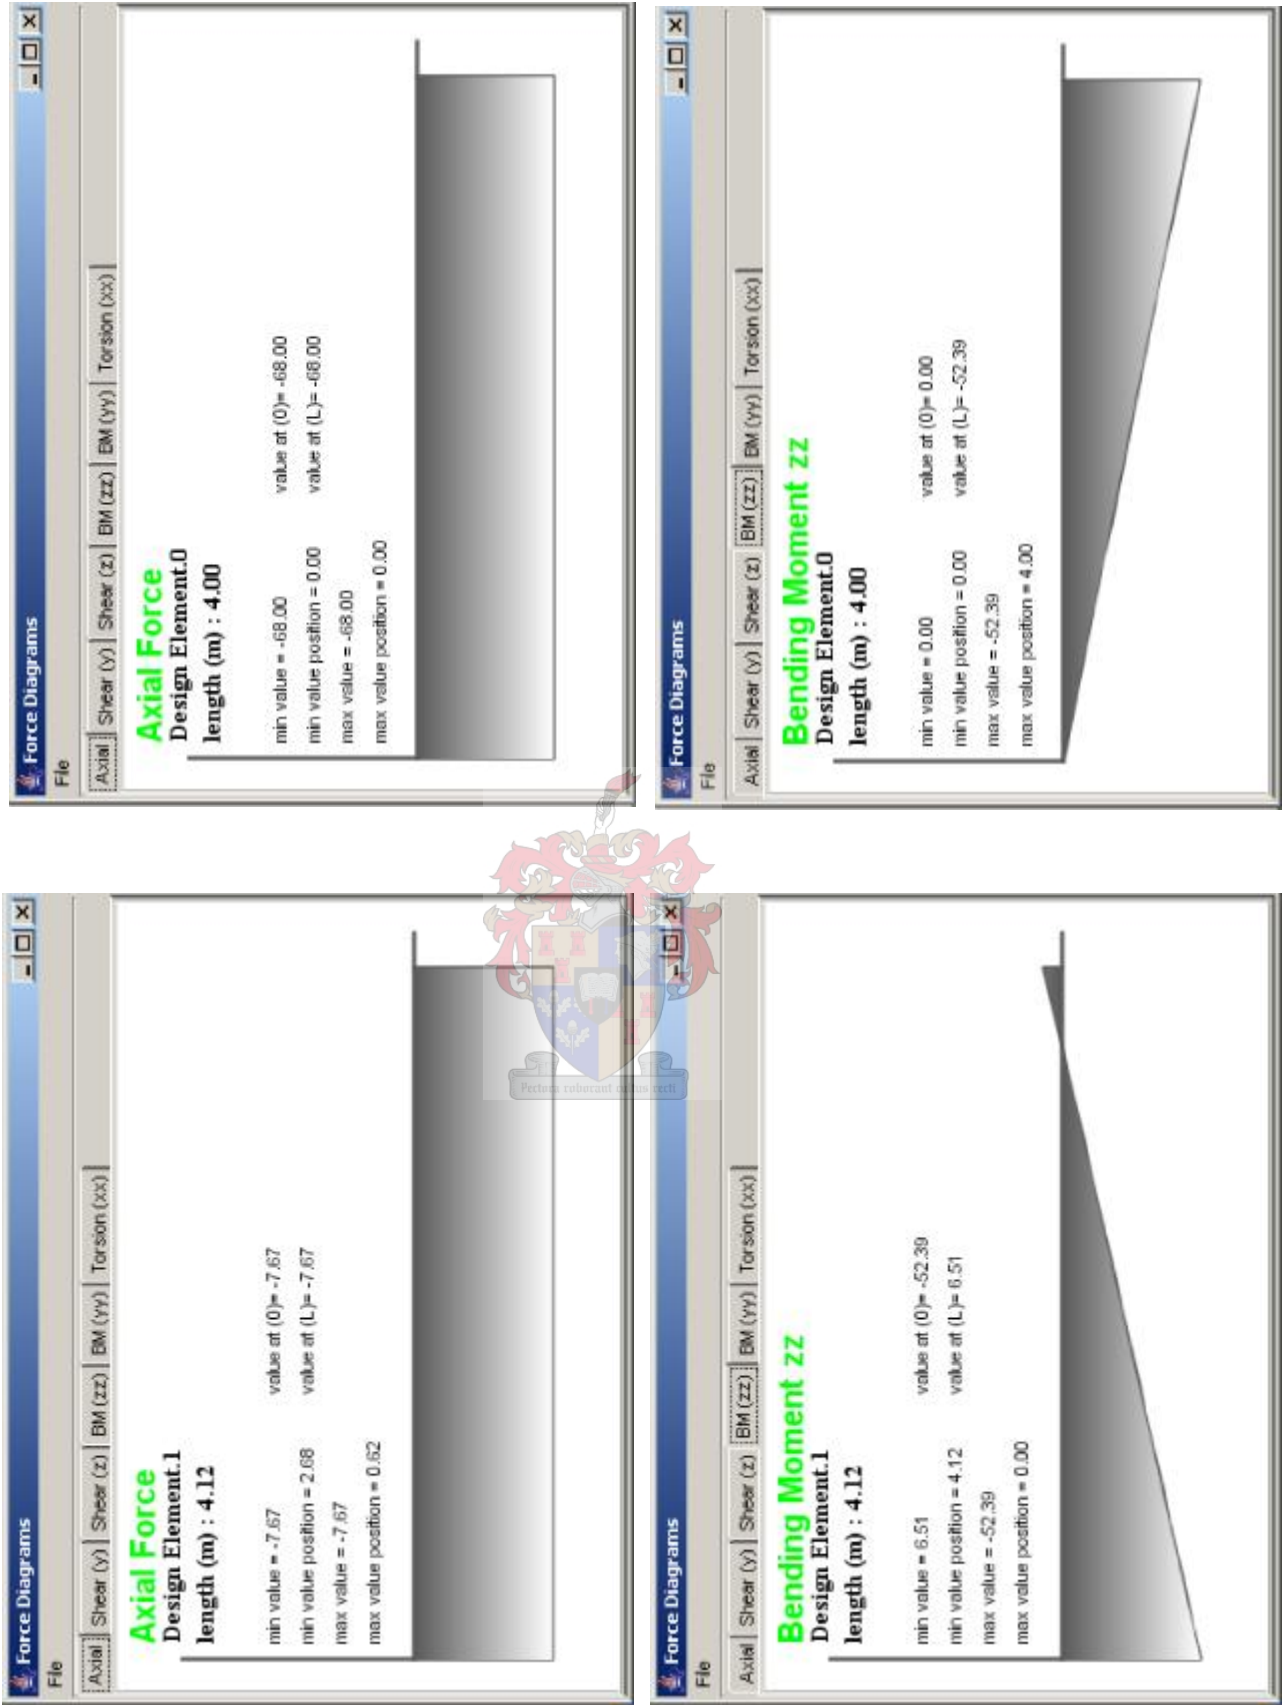 Force Diagrams
File
Axial Shear (y) Shear (z) BM (zz) BM (yy) Torsion (xx)
Axial Force
Design Element.1
length (m) : 4.12
min value = -7.67 value at (0)= -7.67
min value position = 2.68 value at (L)= -7.67
max value = -7.67
max value position = 0.62
Force Diagrams
File
Axial Shear (y) Shear (z) BM (zz) BM (yy) Torsion (xx)
Axial Force
Design Element.0
length (m) : 4.00
min value = -68.00 value at (0)= -68.00
min value position = 0.00 value at (L)= -68.00
max value = -68.00
max value position = 0.00
Pectora roborant cultus recti
Force Diagrams
File
Axial Shear (y) Shear (z) BM (zz) BM (yy) Torsion (xx)
Bending Moment zz
Design Element.1
length (m) : 4.12
min value = 6.51 value at (0)= -52.39
min value position = 4.12 value at (L)= 6.51
max value = -52.39
max value position = 0.00
Force Diagrams
File
Axial Shear (y) Shear (z) BM (zz) BM (yy) Torsion (xx)
Bending Moment zz
Design Element.0
length (m) : 4.00
min value = 0.00 value at (0)= 0.00
min value position = 0.00 value at (L)= -52.39
max value = -52.39
max value position = 4.00